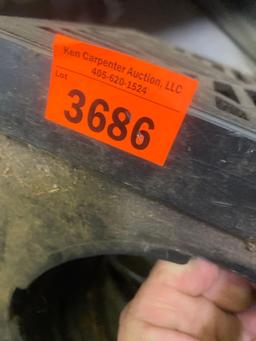 Ken Carpenter Auction, LLC
405-620-1524
Lot
3686